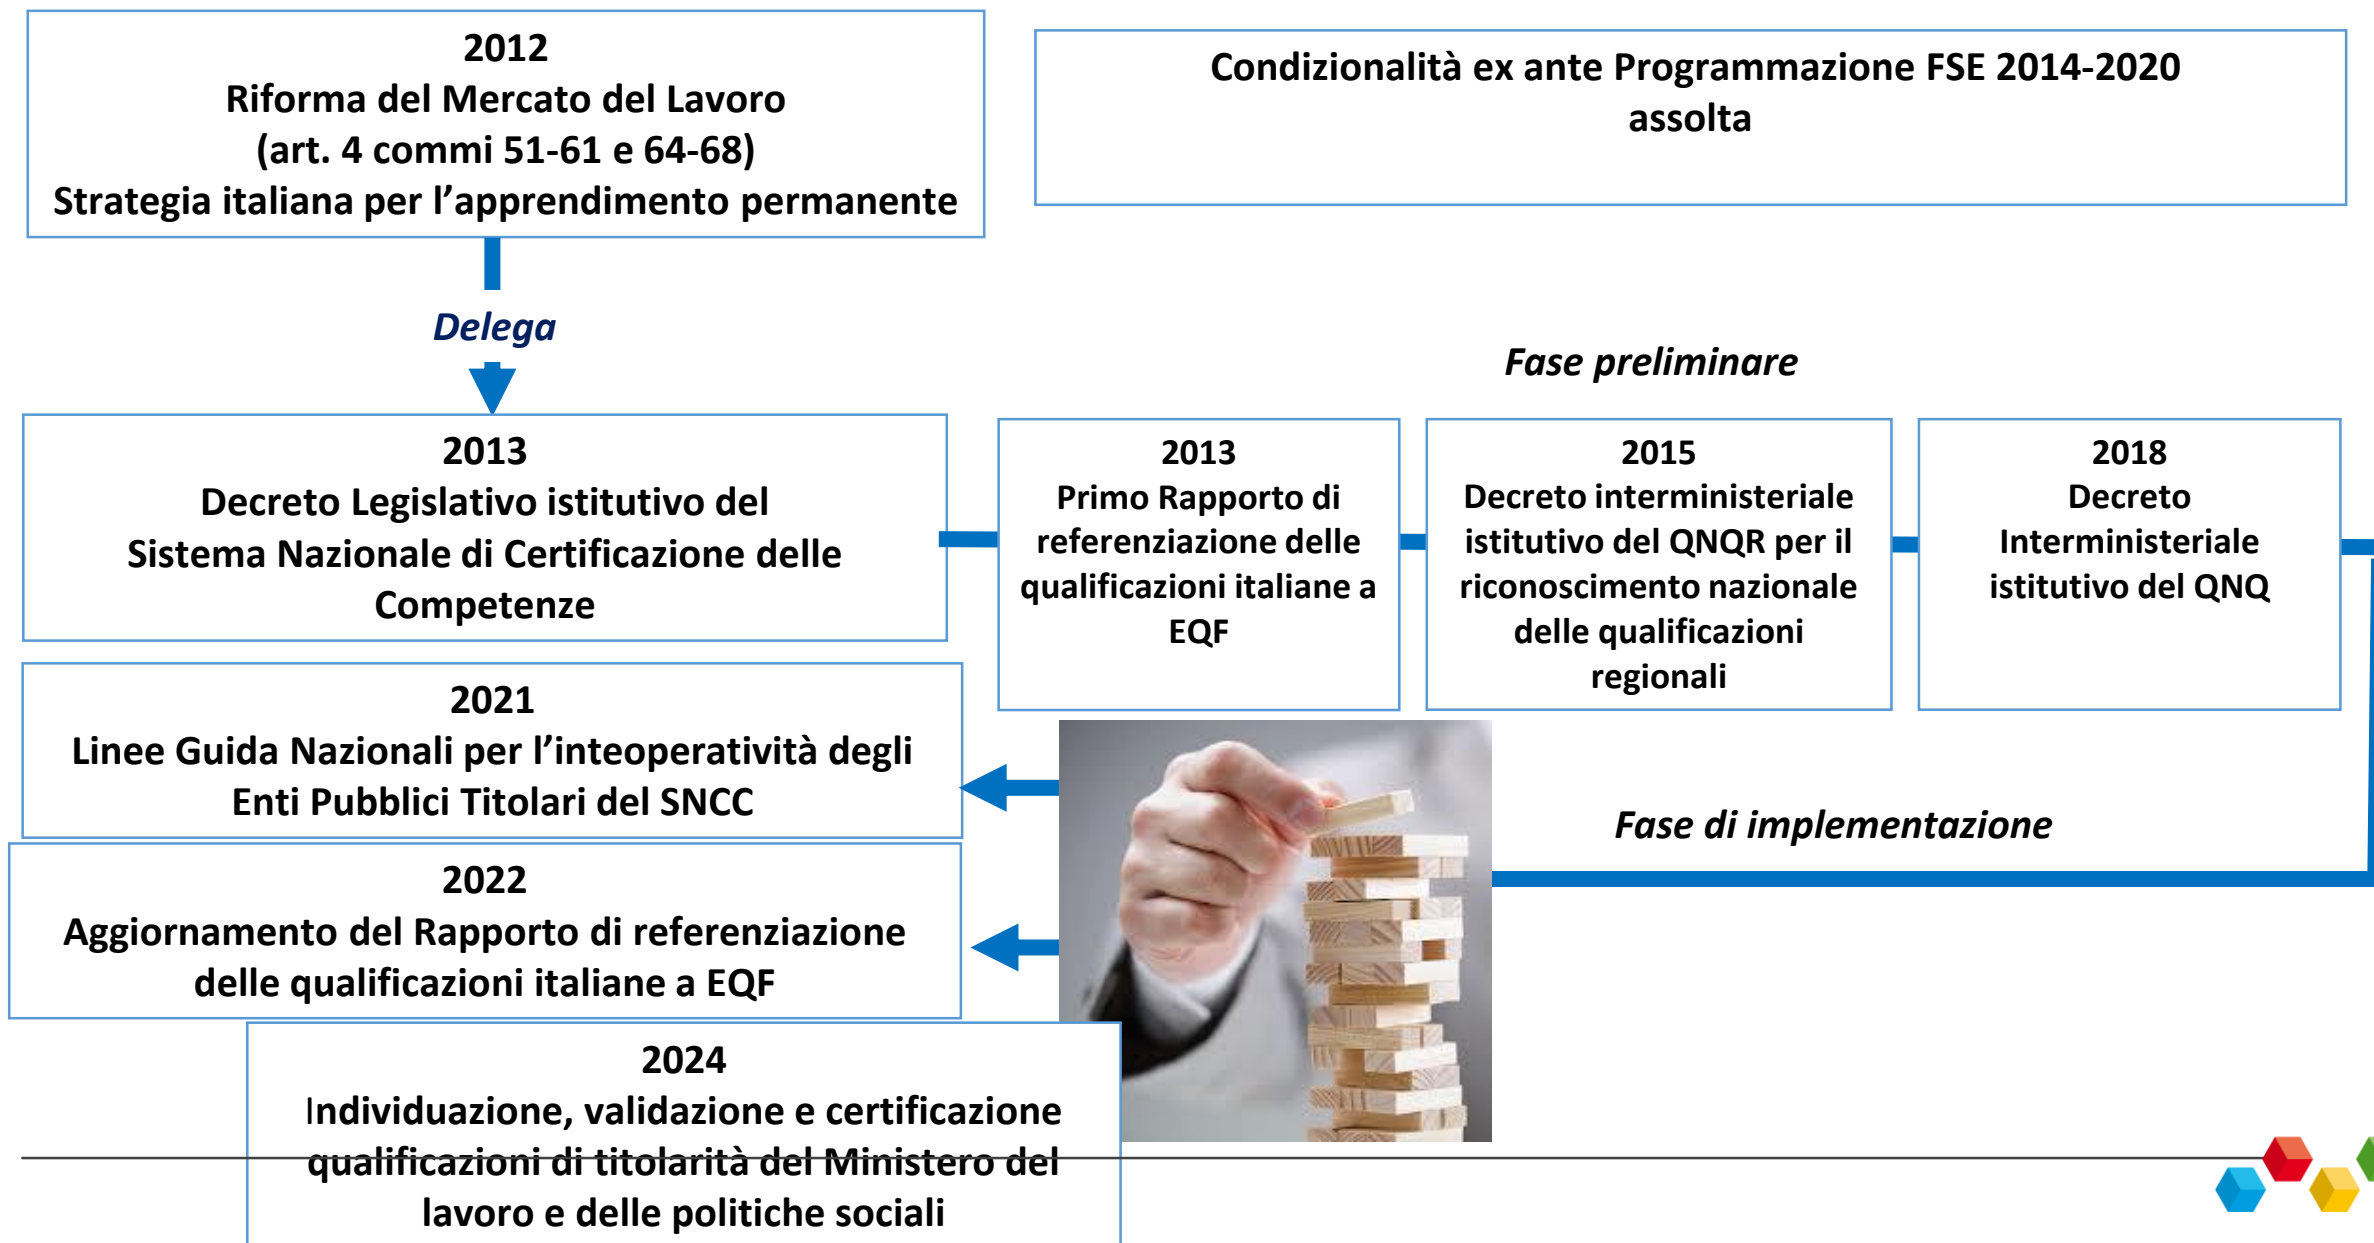 2012
Riforma del Mercato del Lavoro
(art. 4 commi 51-61 e 64-68)
Strategia italiana per l’apprendimento permanente
Condizionalità ex ante Programmazione FSE 2014-2020
assolta
Delega
Fase preliminare
2013
Decreto Legislativo istitutivo del
Sistema Nazionale di Certificazione delle
Competenze
2013
Primo Rapporto di
referenziazione delle
qualificazioni italiane a
EQF
2015
Decreto interministeriale
istitutivo del QNQR per il
riconoscimento nazionale
delle qualificazioni
regionali
2018
Decreto
Interministeriale
istitutivo del QNQ
2021
Linee Guida Nazionali per l’inteoperatività degli
Enti Pubblici Titolari del SNCC
Fase di implementazione
2022
Aggiornamento del Rapporto di referenziazione
delle qualificazioni italiane a EQF
2024
Individuazione, validazione e certificazione
qualificazioni di titolarità del Ministero del
lavoro e delle politiche sociali